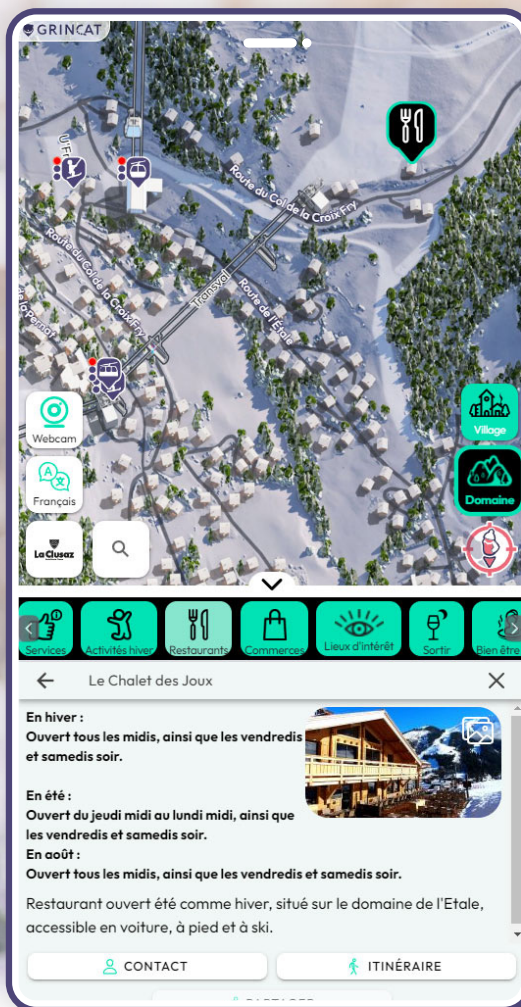 GRINCAT
Route du Col de la Croix Fry
Route du Col de la Croix Fry
Transval
Route de l'Etale
Webcam
Village
Français
Domaine
La Clusaz
Services
Activités hiver
Restaurants
Commerces
Lieux d'intérêt
Sortir
Bien être
Le Chalet des Joux
En hiver :
Ouvert tous les midis, ainsi que les vendredis
et samedis soir.
En été :
Ouvert du jeudi midi au lundi midi, ainsi que
les vendredis et samedis soir.
En août :
Ouvert tous les midis, ainsi que les vendredis et samedis soir.
Restaurant ouvert été comme hiver, situé sur le domaine de l'Etale,
accessible en voiture, à pied et à ski.
CONTACT
ITINÉRAIRE